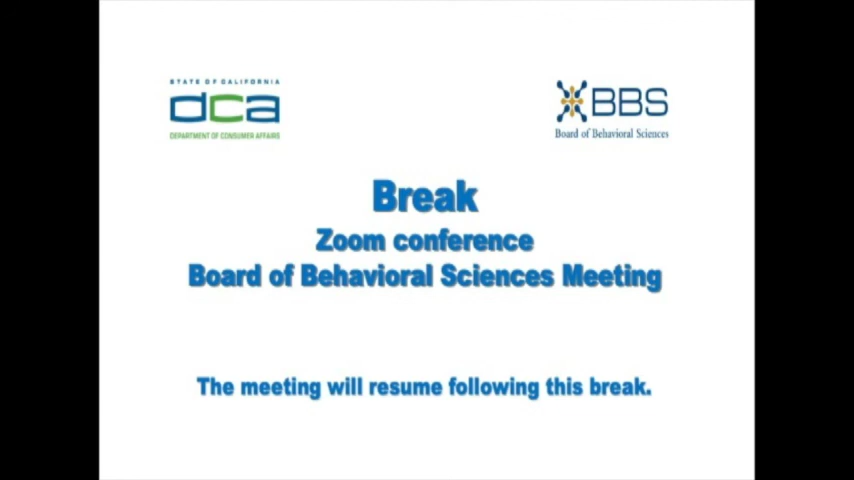 STATE OF CALIFORNIA
dca
DEPARTMENT OF CONSUMER AFFAIRS
BBS
Board of Behavioral Sciences
Break
Zoom conference
Board of Behavioral Sciences Meeting
The meeting will resume following this break.